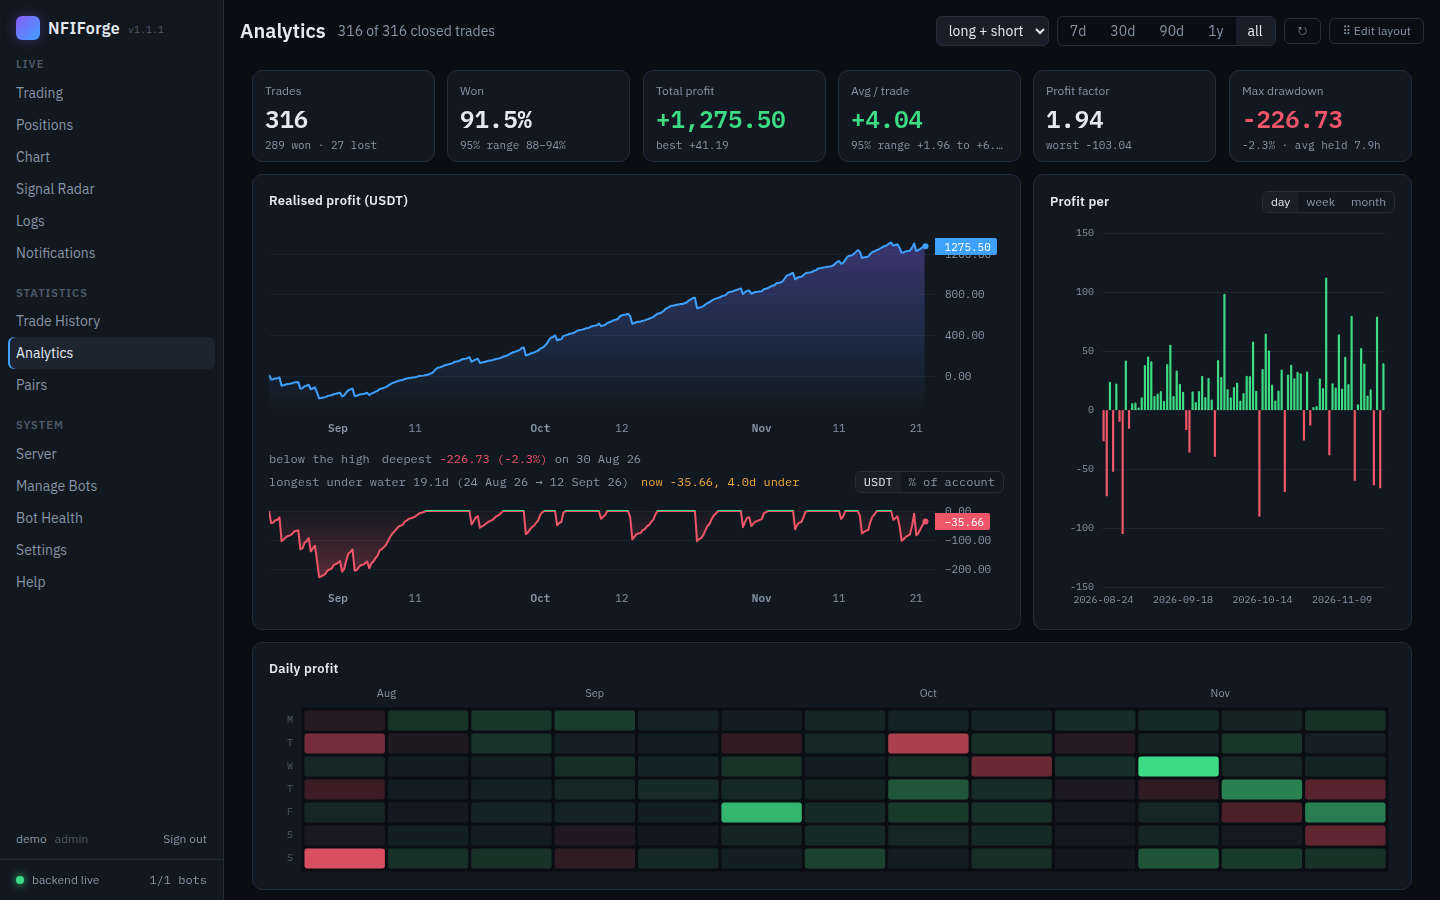 NFIForge v1.1.1
LIVE
Trading
Positions
Chart
Signal Radar
Logs
Notifications
STATISTICS
Trade History
Analytics
Pairs
SYSTEM
Server
Manage Bots
Bot Health
Settings
Help
demo admin Sign out
backend live 1/1 bots
Analytics 316 of 316 closed trades
long + short 7d 30d 90d 1y all ↻ ⠿ Edit layout
Trades
316
289 won · 27 lost
Won
91.5%
95% range 88–94%
Total profit
+1,275.50
best +41.19
Avg / trade
+4.04
95% range +1.96 to +6.…
Profit factor
1.94
worst -103.04
Max drawdown
-226.73
-2.3% · avg held 7.9h
Realised profit (USDT)
1275.50
1200.00
800.00
400.00
0.00
Sep 11 Oct 12 Nov 11 21
below the high deepest -226.73 (-2.3%) on 30 Aug 26
longest under water 19.1d (24 Aug 26 → 12 Sept 26) now -35.66, 4.0d under
USDT % of account
0.00
−35.66
−100.00
−200.00
Sep 11 Oct 12 Nov 11 21
Profit per day week month
150
100
50
0
-50
-100
-150
2026-08-24 2026-09-18 2026-10-14 2026-11-09
Daily profit
Aug Sep Oct Nov
M
T
W
T
F
S
S